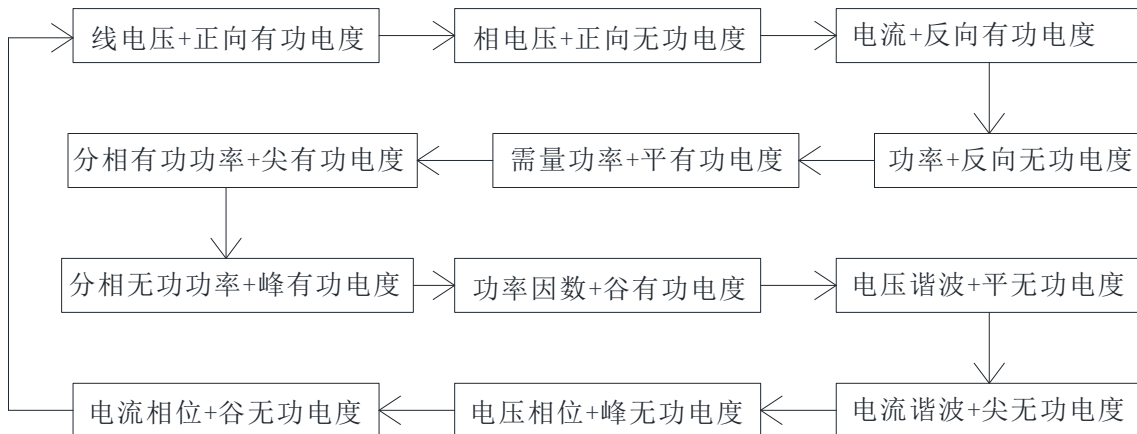 线电压+正向有功电度
相电压+正向无功电度
电流+反向有功电度
功率+反向无功电度
需量功率+平有功电度
分相有功功率+尖有功电度
分相无功功率+峰有功电度
功率因数+谷有功电度
电压谐波+平无功电度
电流谐波+尖无功电度
电压相位+峰无功电度
电流相位+谷无功电度